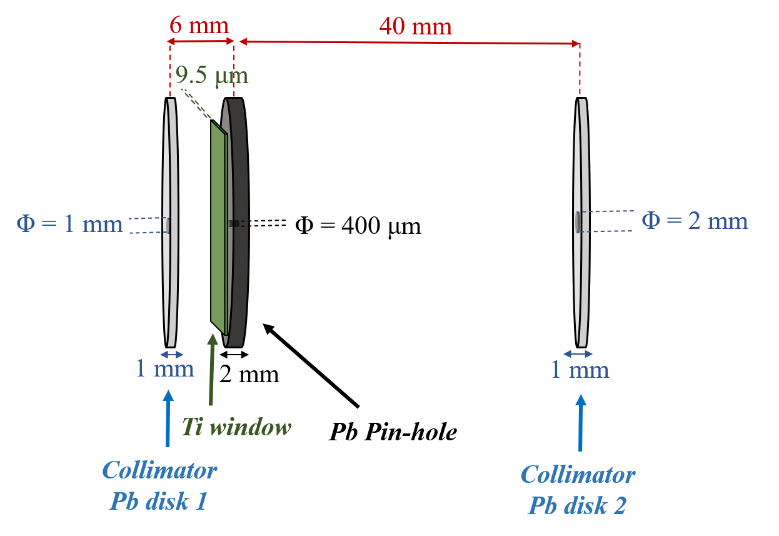 6 mm
40 mm
9.5 μm
Φ = 1 mm
Φ = 400 μm
Φ = 2 mm
1 mm
2 mm
1 mm
Ti window
Pb Pin-hole
Collimator
Pb disk 1
Collimator
Pb disk 2